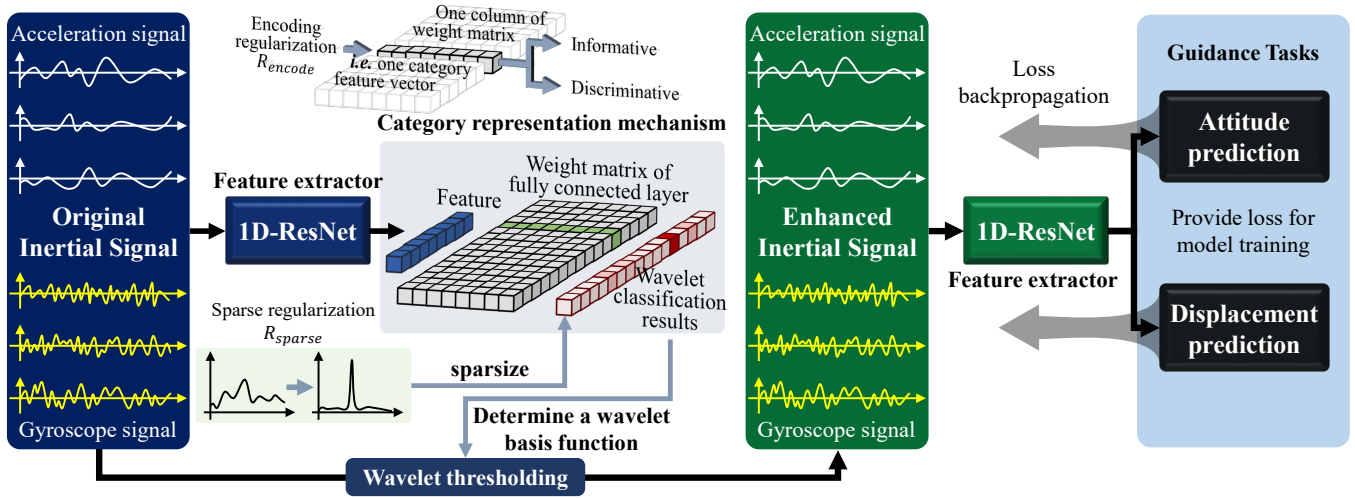 Acceleration signal
Original
Inertial Signal
Gyroscope signal
Encoding
regularization
R_encode
One column of
weight matrix
i.e. one category
feature vector
Informative
Discriminative
Category representation mechanism
Feature extractor
1D-ResNet
Feature
Weight matrix of
fully connected layer
Wavelet
classification
results
Sparse regularization
R_sparse
sparsize
Determine a wavelet
basis function
Wavelet thresholding
Acceleration signal
Enhanced
Inertial Signal
Gyroscope signal
Loss
backpropagation
1D-ResNet
Feature extractor
Guidance Tasks
Attitude
prediction
Provide loss for
model training
Displacement
prediction